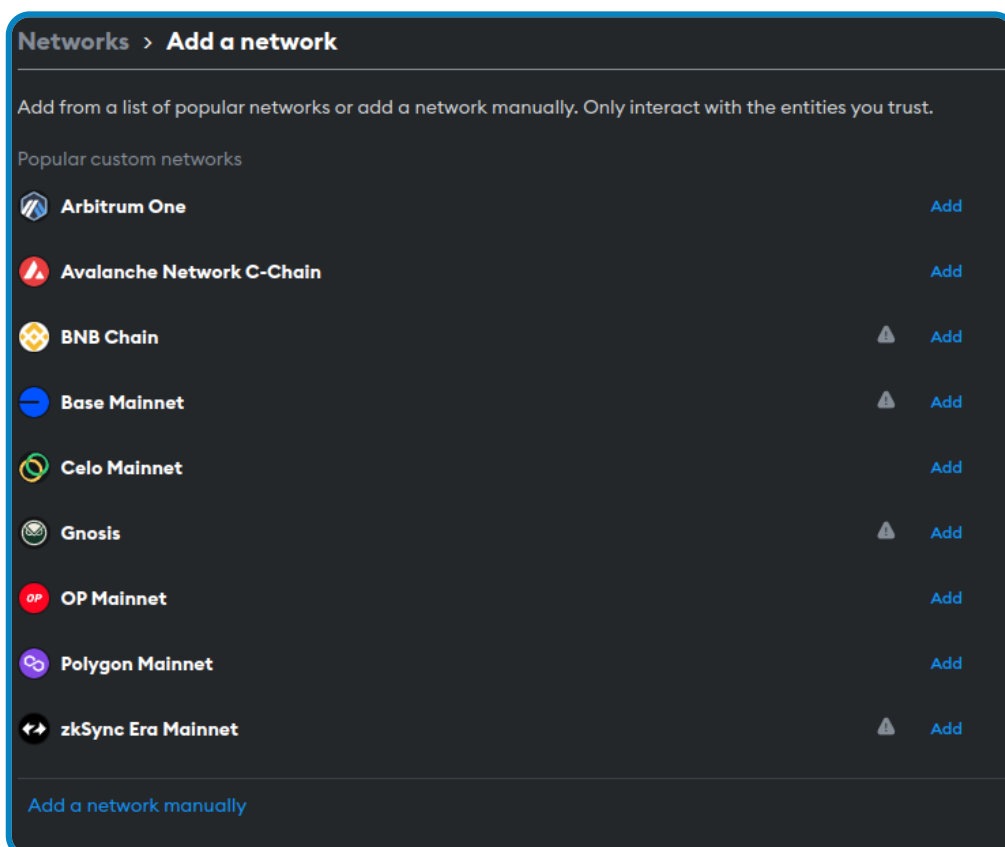 Networks > Add a network
Add from a list of popular networks or add a network manually. Only interact with the entities you trust.
Popular custom networks
Arbitrum One Add
Avalanche Network C-Chain Add
BNB Chain Add
Base Mainnet Add
Celo Mainnet Add
Gnosis Add
OP OP Mainnet Add
Polygon Mainnet Add
zkSync Era Mainnet Add
Add a network manually